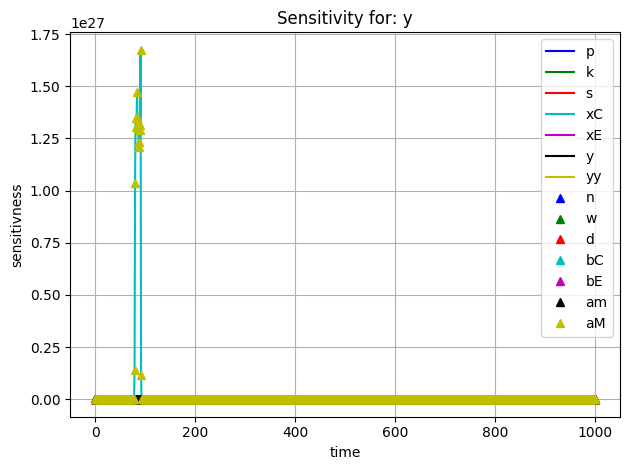 Sensitivity for: y
1e27
1.75
1.50
1.25
1.00
0.75
0.50
0.25
0.00
sensitivness
p
k
s
xC
xE
y
yy
n
w
d
bC
bE
am
aM
0 200 400 600 800 1000
time